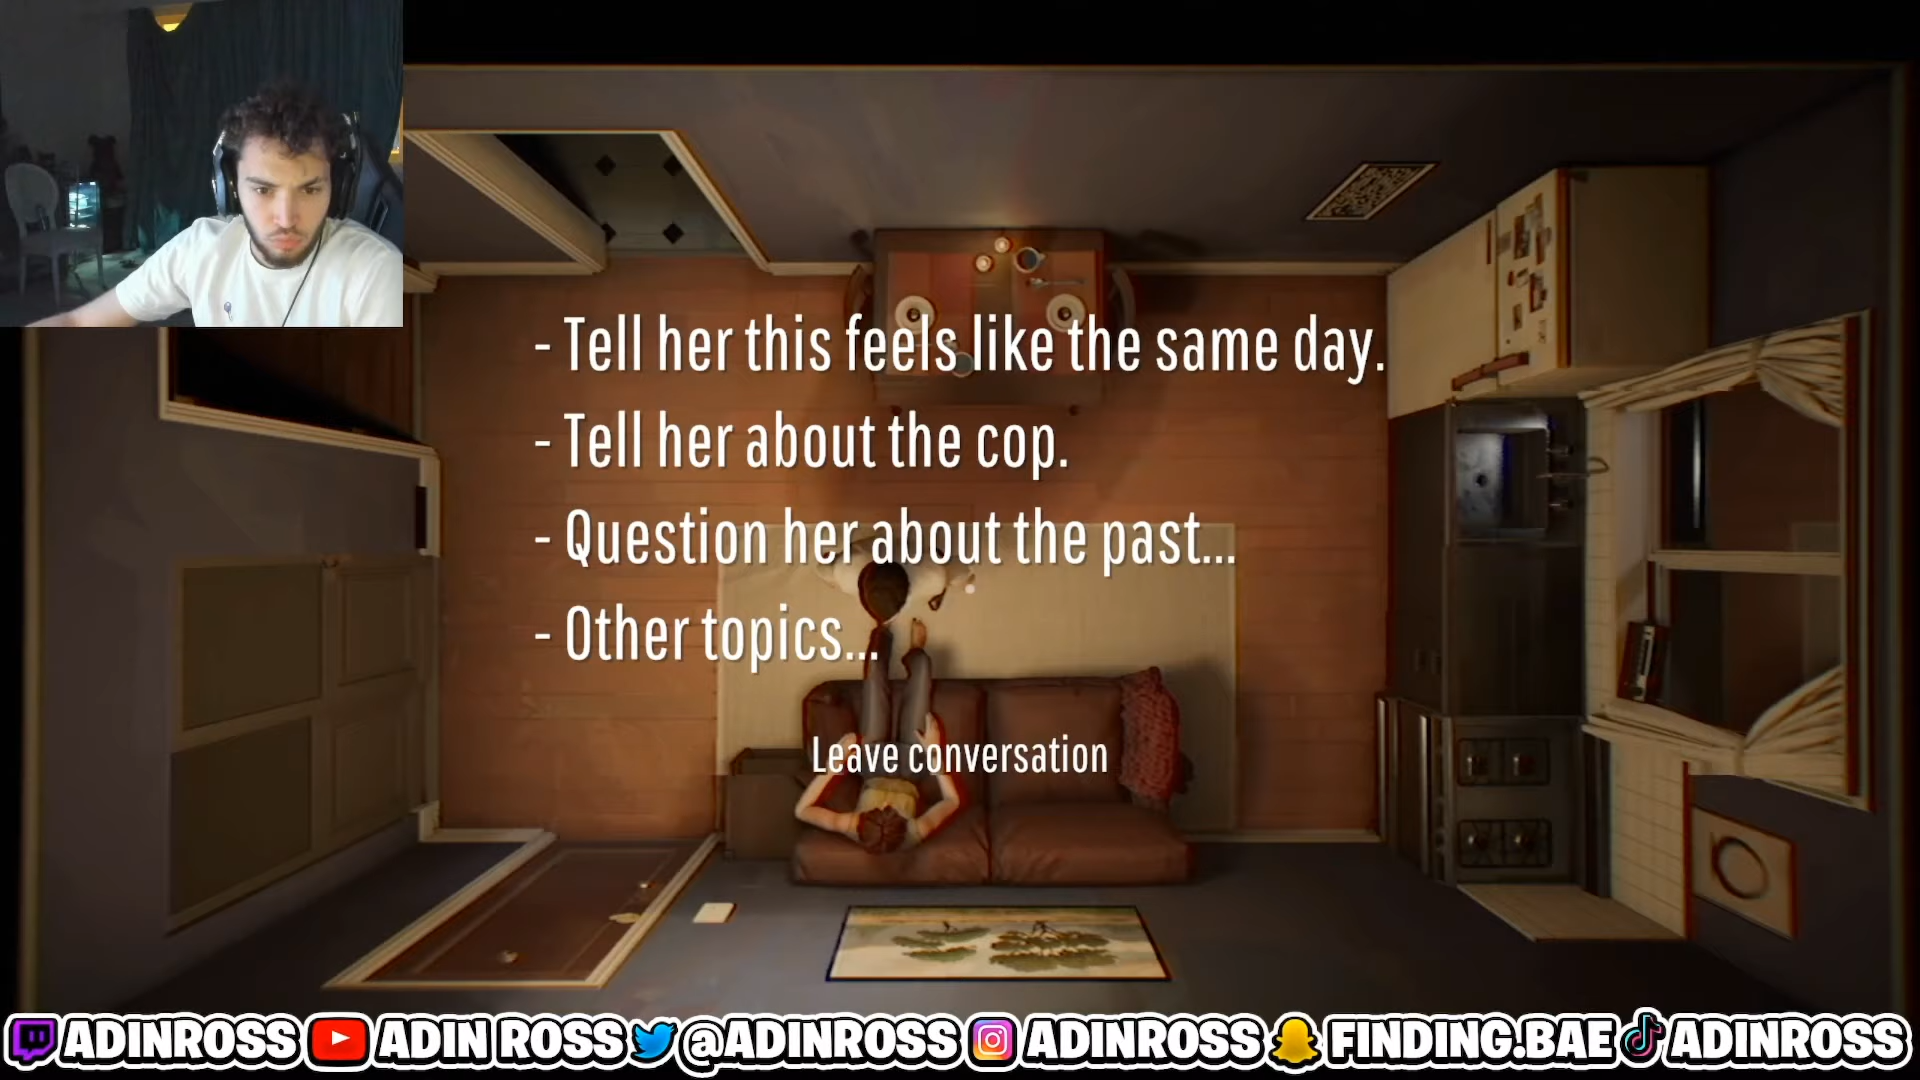 - Tell her this feels like the same day.
- Tell her about the cop.
- Question her about the past...
- Other topics...
Leave conversation
ADINROSS ADIN ROSS @ADINROSS ADINROSS FINDING.BAE ADINROSS